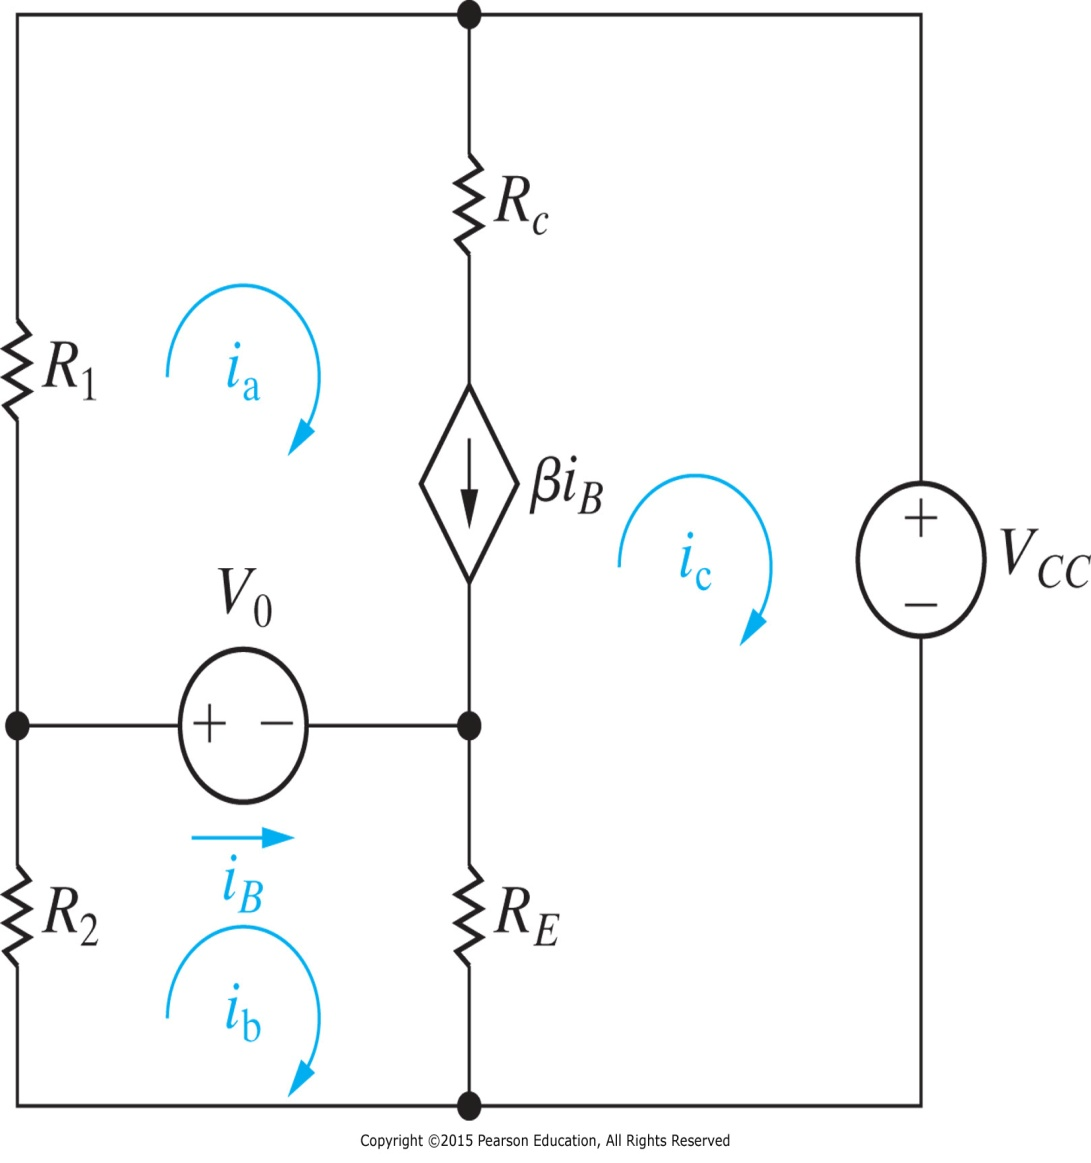 R_c
R_1
i_a
βi_B
i_c
+
V_CC
−
V_0
+ −
i_B
R_2
R_E
i_b
Copyright ©2015 Pearson Education, All Rights Reserved